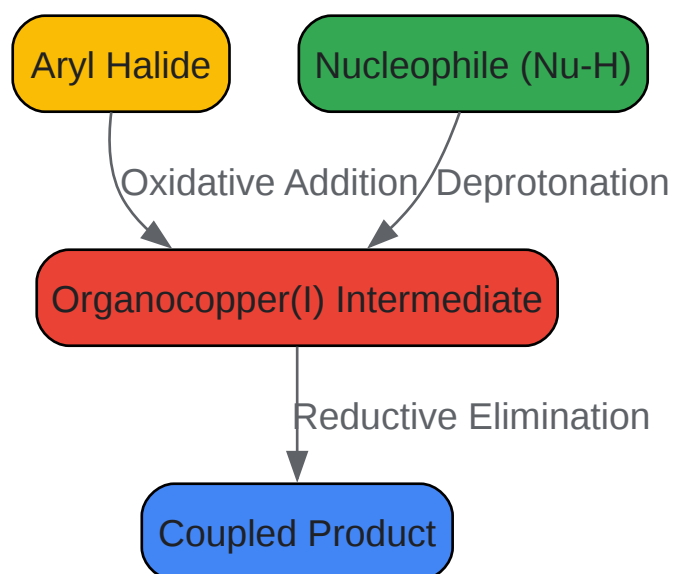 Aryl Halide
Nucleophile (Nu-H)
Oxidative Addition
Deprotonation
Organocopper(I) Intermediate
Reductive Elimination
Coupled Product